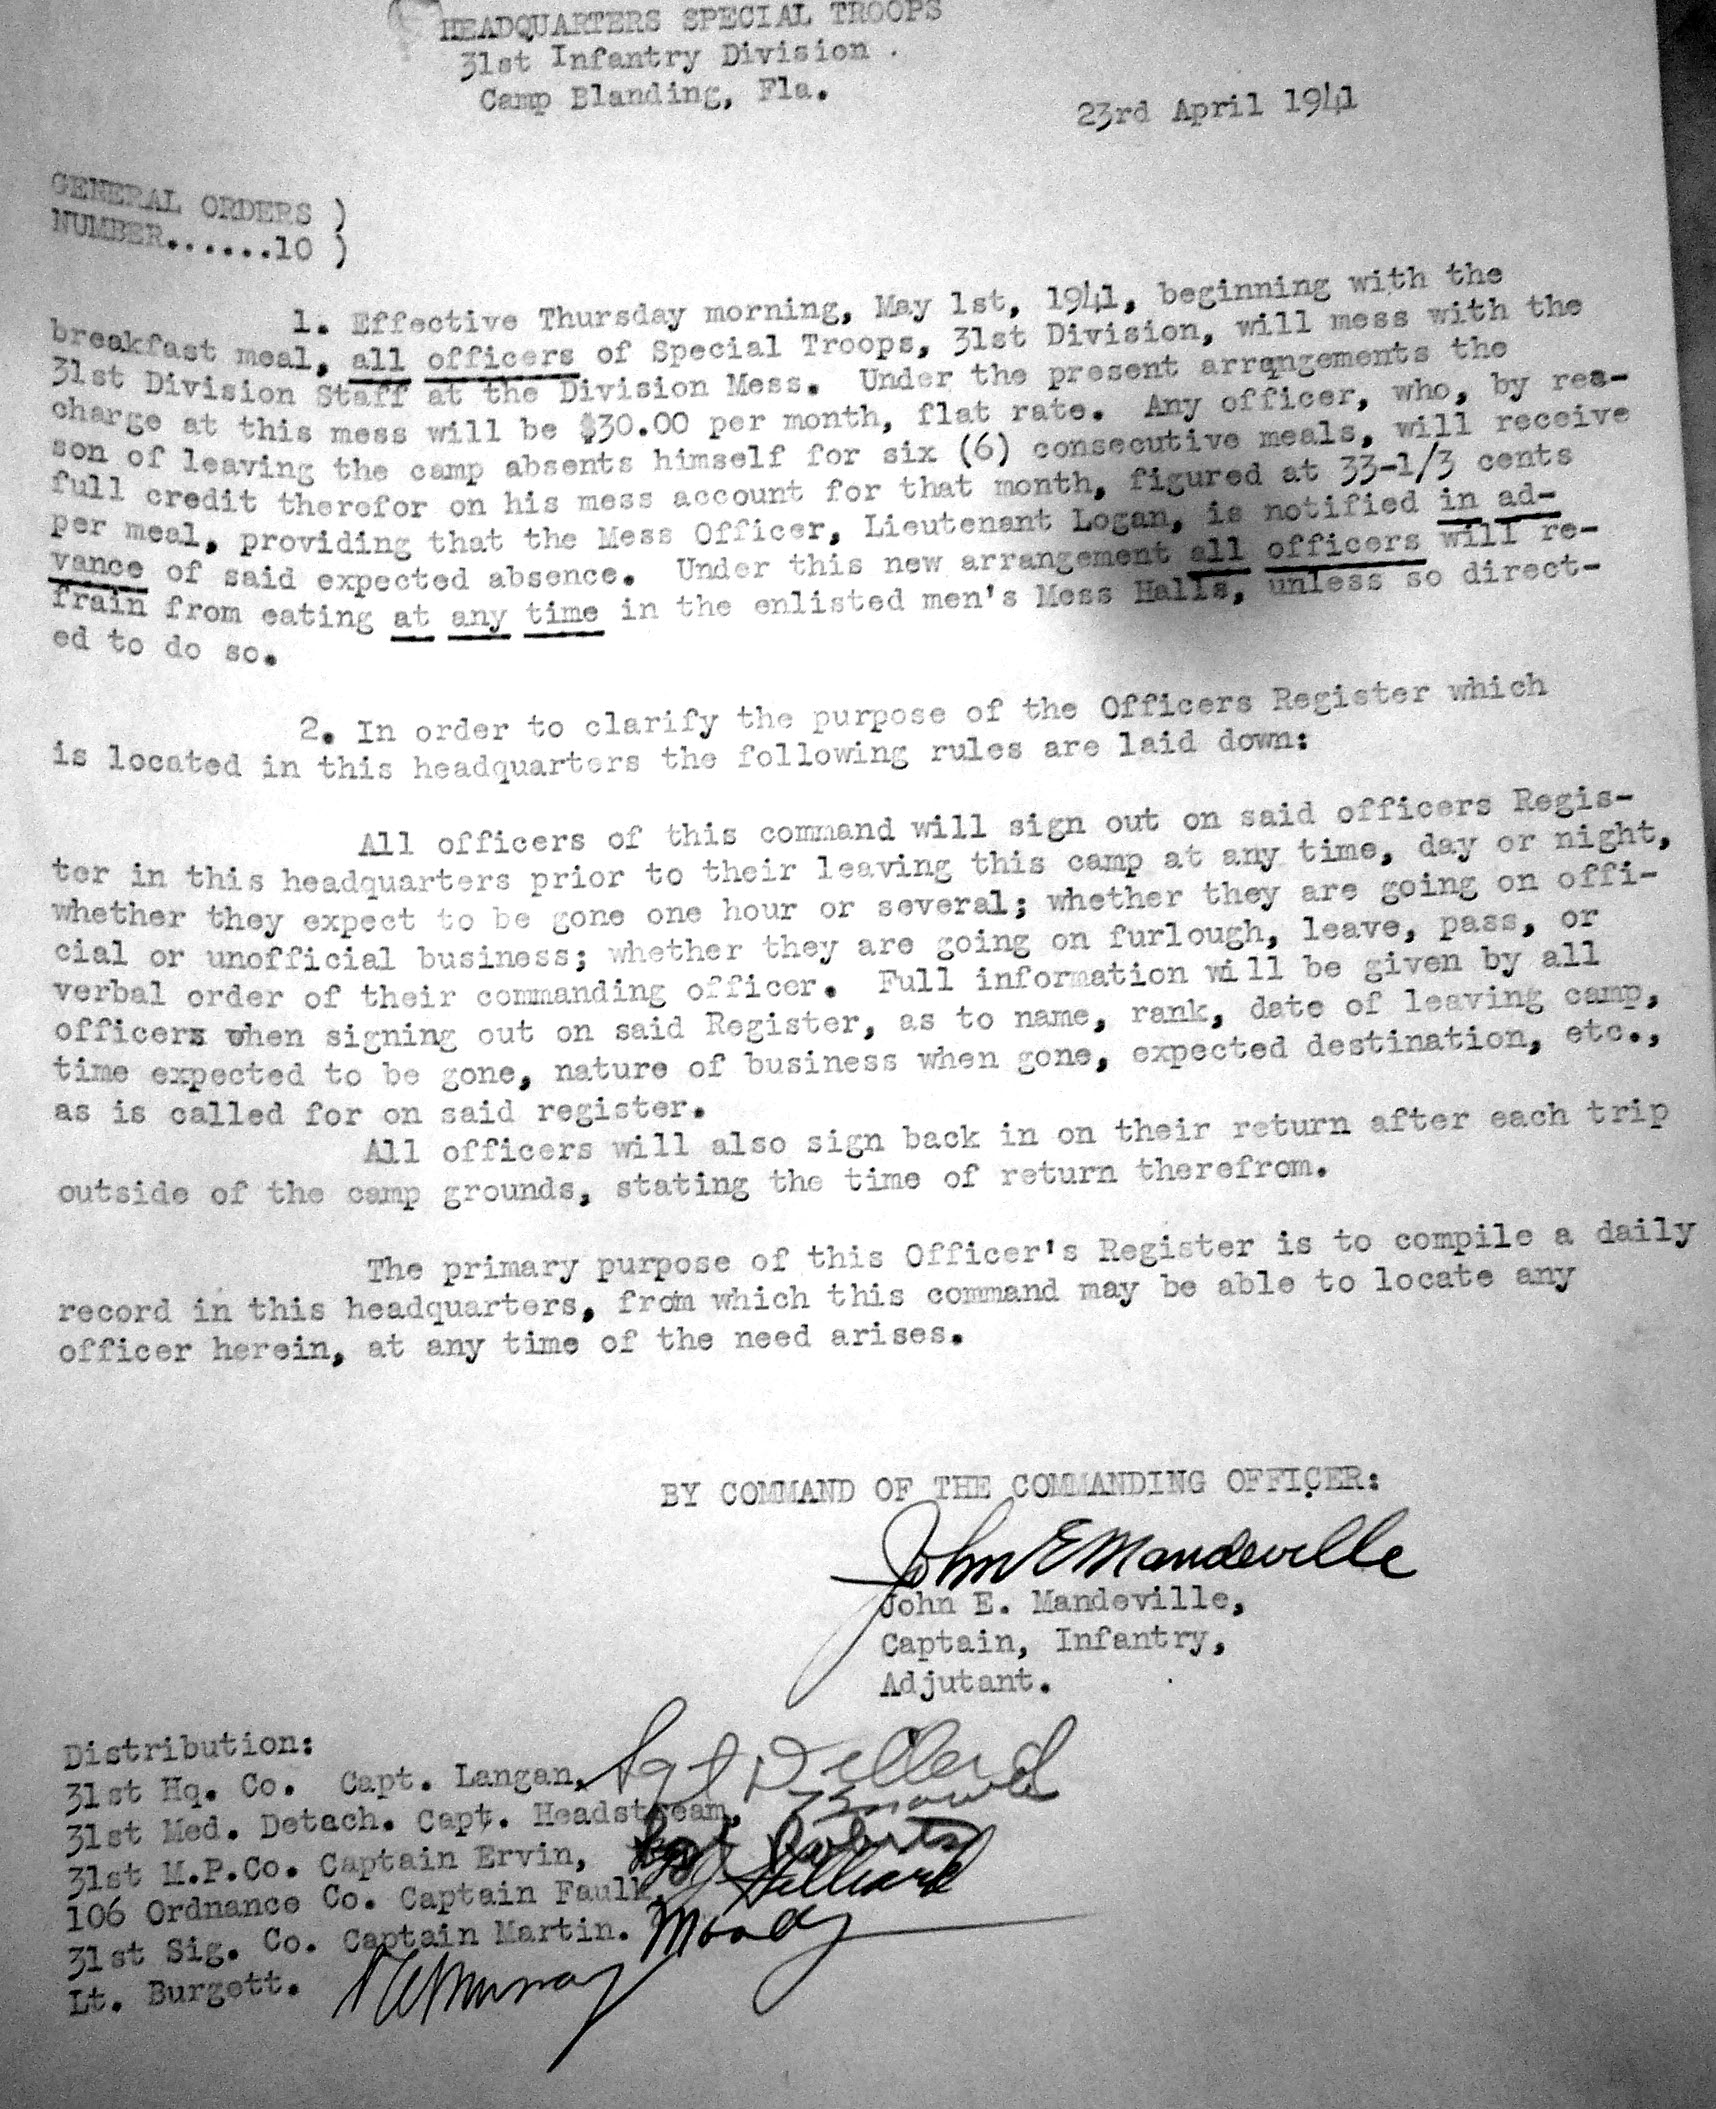 HEADQUARTERS SPECIAL TROOPS
31st Infantry Division
Camp Blanding, Fla.
23rd April 1941
GENERAL ORDERS )
NUMBER......10 )
1. Effective Thursday morning, May 1st, 1941, beginning with the
breakfast meal, all officers of Special Troops, 31st Division, will mess with the
31st Division Staff at the Division Mess. Under the present arrangements the
charge at this mess will be $30.00 per month, flat rate. Any officer, who, by rea-
son of leaving the camp absents himself for six (6) consecutive meals, will receive
full credit therefor on his mess account for that month, figured at 33-1/3 cents
per meal, providing that the Mess Officer, Lieutenant Logan, is notified in ad-
vance of said expected absence. Under this new arrangement all officers will re-
frain from eating at any time in the enlisted men's Mess Halls, unless so direct-
ed to do so.
2. In order to clarify the purpose of the Officers Register which
is located in this headquarters the following rules are laid down:
All officers of this command will sign out on said officers Regis-
ter in this headquarters prior to their leaving this camp at any time, day or night,
whether they expect to be gone one hour or several; whether they are going on offi-
cial or unofficial business; whether they are going on furlough, leave, pass, or
verbal order of their commanding officer. Full information will be given by all
officers when signing out on said Register, as to name, rank, date of leaving camp,
time expected to be gone, nature of business when gone, expected destination, etc.,
as is called for on said register.
All officers will also sign back in on their return after each trip
outside of the camp grounds, stating the time of return therefrom.
The primary purpose of this Officer's Register is to compile a daily
record in this headquarters, from which this command may be able to locate any
officer herein, at any time of the need arises.
BY COMMAND OF THE COMMANDING OFFICER:
John E Mandeville
John E. Mandeville,
Captain, Infantry,
Adjutant.
Distribution:
31st Hq. Co. Capt. Langan, Sgt Dillard
31st Med. Detach. Capt. Headstream,
31st M.P.Co. Captain Ervin, Sgt Roberts
106 Ordnance Co. Captain Faulk, Hilliard
31st Sig. Co. Captain Martin. Moody
Lt. Burgett.